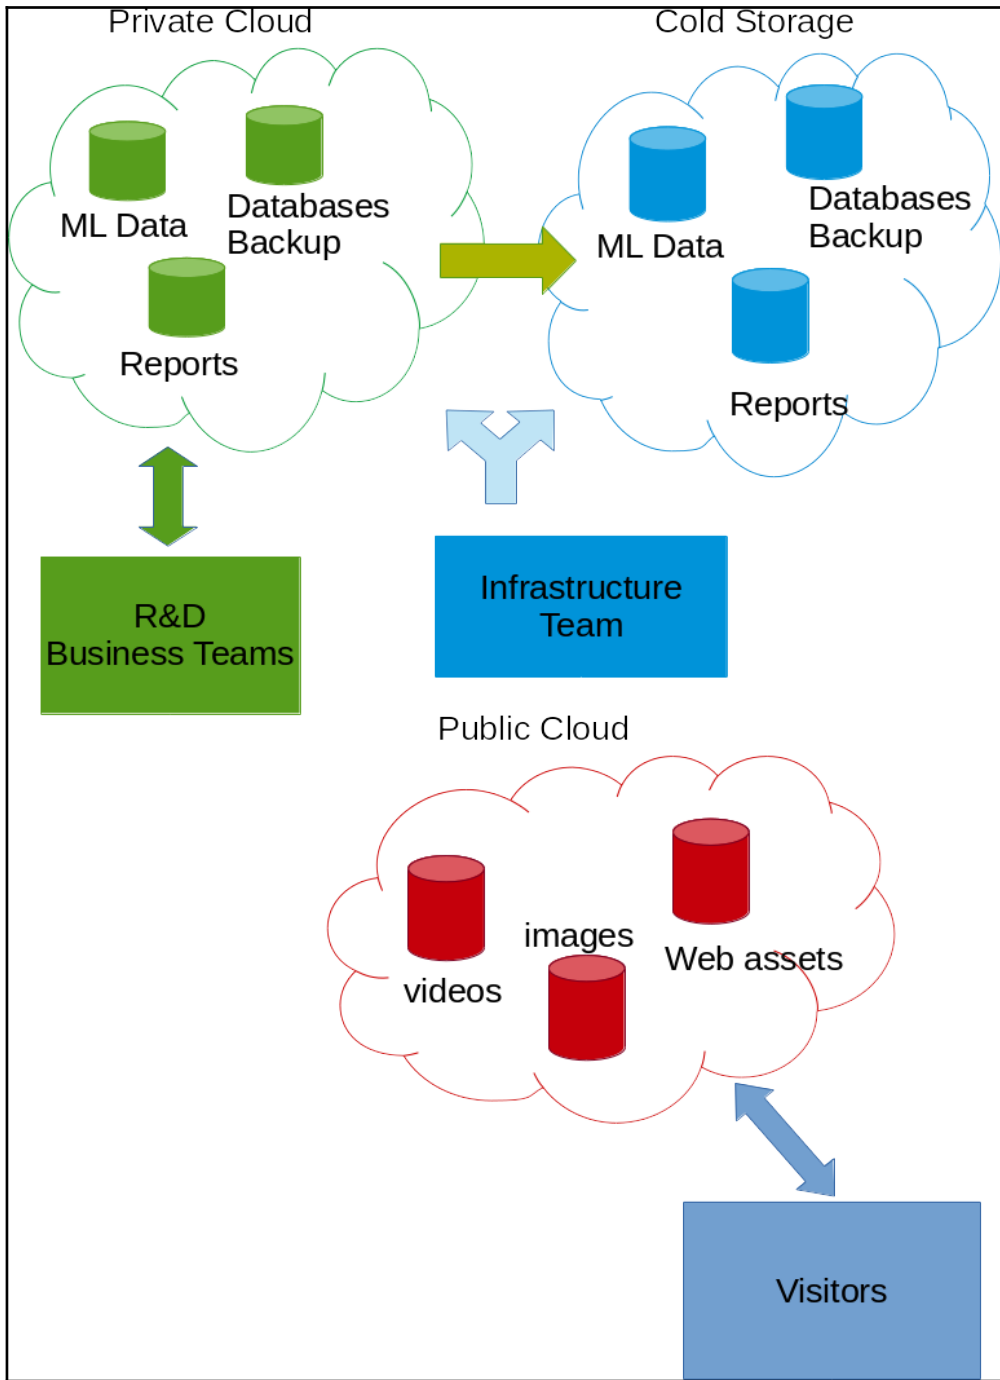 Private Cloud
Cold Storage
ML Data
Databases
Backup
Reports
ML Data
Databases
Backup
Reports
R&D
Business Teams
Infrastructure
Team
Public Cloud
videos
images
Web assets
Visitors